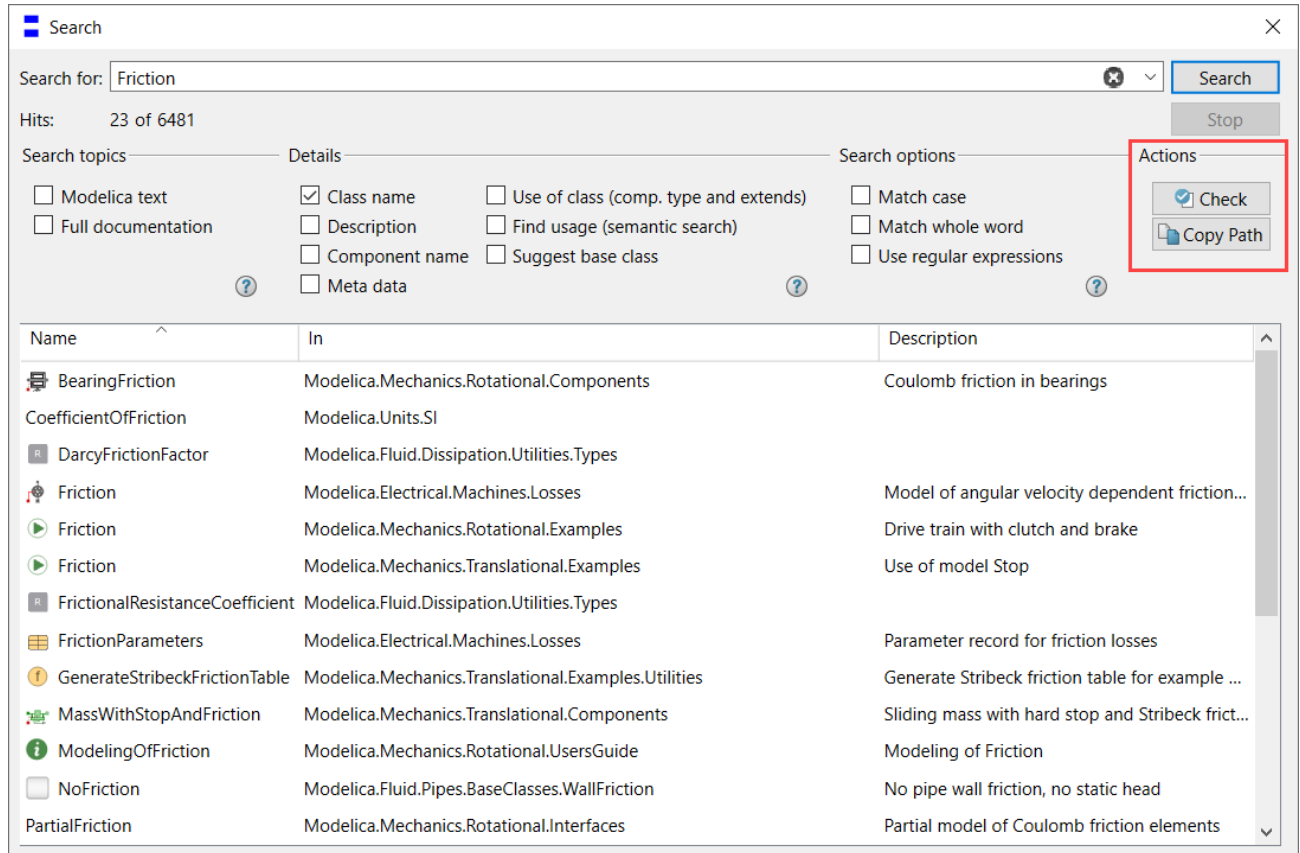 Search
Search for: Friction Search
Hits: 23 of 6481 Stop
Search topics Details Search options Actions
Modelica text Class name Use of class (comp. type and extends) Match case Check
Full documentation Description Find usage (semantic search) Match whole word Copy Path
Component name Suggest base class Use regular expressions
? Meta data ? ?
Name In Description
BearingFriction Modelica.Mechanics.Rotational.Components Coulomb friction in bearings
CoefficientOfFriction Modelica.Units.SI
R DarcyFrictionFactor Modelica.Fluid.Dissipation.Utilities.Types
Friction Modelica.Electrical.Machines.Losses Model of angular velocity dependent friction...
Friction Modelica.Mechanics.Rotational.Examples Drive train with clutch and brake
Friction Modelica.Mechanics.Translational.Examples Use of model Stop
R FrictionalResistanceCoefficient Modelica.Fluid.Dissipation.Utilities.Types
FrictionParameters Modelica.Electrical.Machines.Losses Parameter record for friction losses
f GenerateStribeckFrictionTable Modelica.Mechanics.Translational.Examples.Utilities Generate Stribeck friction table for example ...
MassWithStopAndFriction Modelica.Mechanics.Translational.Components Sliding mass with hard stop and Stribeck frict...
i ModelingOfFriction Modelica.Mechanics.Rotational.UsersGuide Modeling of Friction
NoFriction Modelica.Fluid.Pipes.BaseClasses.WallFriction No pipe wall friction, no static head
PartialFriction Modelica.Mechanics.Rotational.Interfaces Partial model of Coulomb friction elements